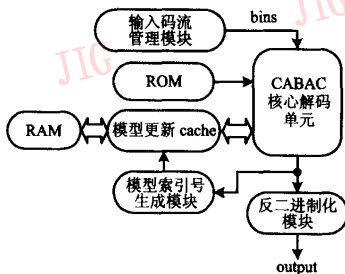 JIG
JIG
输入码流
管理模块
bins
ROM
CABAC
核心解码
单元
RAM
模型更新 cache
模型索引号
生成模块
反二进制化
模块
output